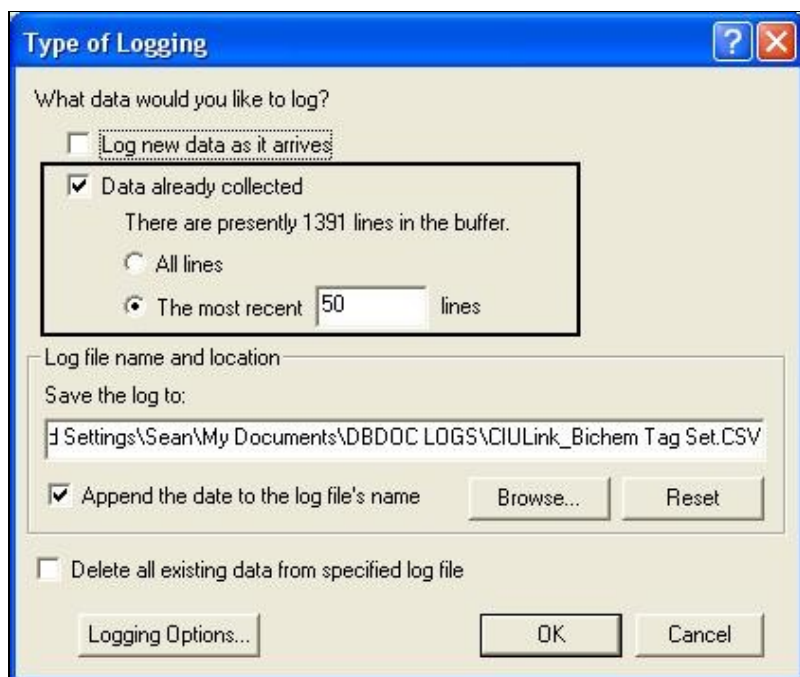 Type of Logging
What data would you like to log?
Log new data as it arrives
Data already collected
There are presently 1391 lines in the buffer.
All lines
The most recent 50 lines
Log file name and location
Save the log to:
d Settings\Sean\My Documents\DBDOC LOGS\CIULink_Bichem Tag Set.CSV
Append the date to the log file's name Browse... Reset
Delete all existing data from specified log file
Logging Options... OK Cancel